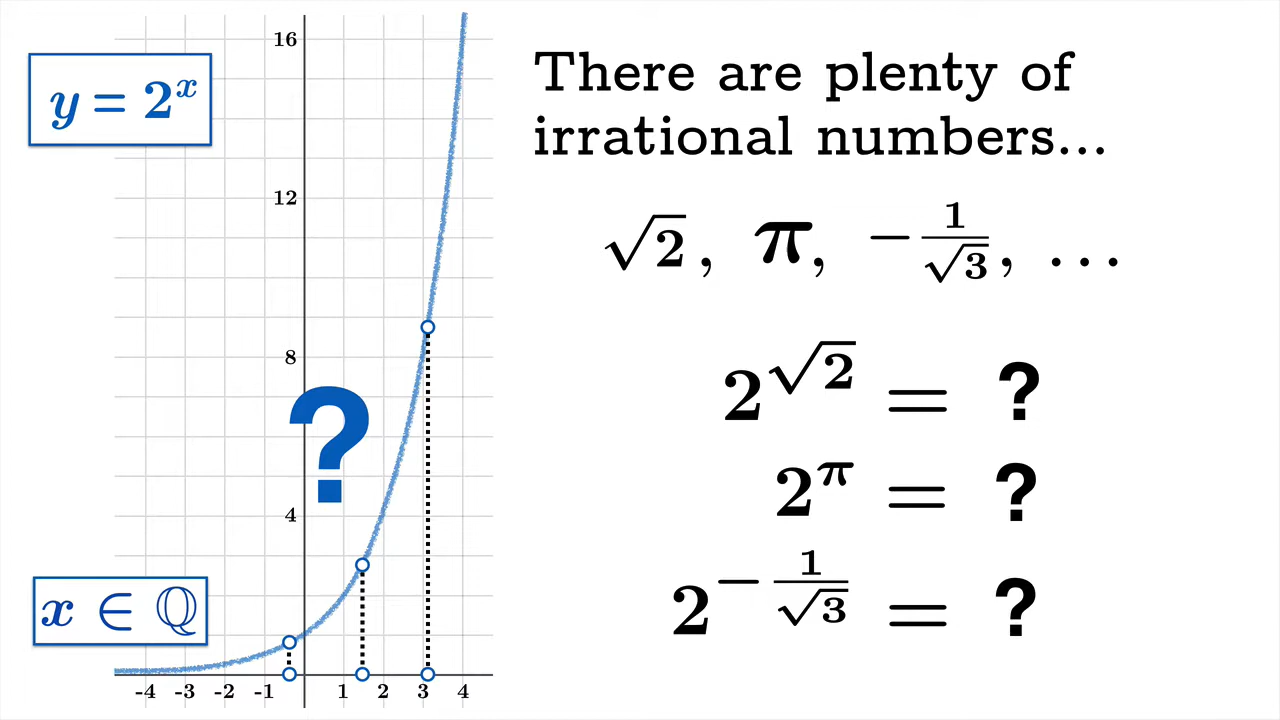 y = 2^x
There are plenty of
irrational numbers...
√2, π, −1/√3, ...
2^√2 = ?
2^π = ?
2^(−1/√3) = ?
16
12
8
4
?
x ∈ ℚ
-4 -3 -2 -1 1 2 3 4